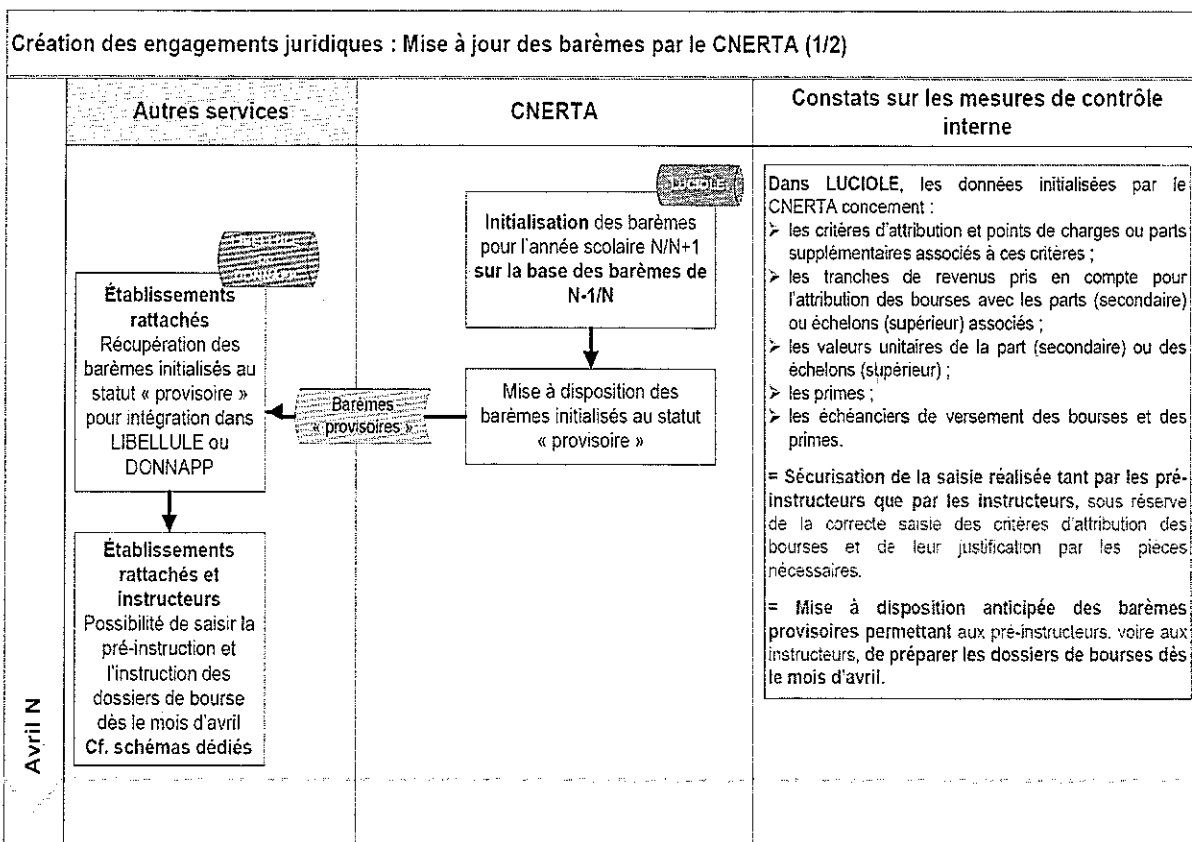 Création des engagements juridiques : Mise à jour des barèmes par le CNERTA (1/2)
Autres services
CNERTA
Constats sur les mesures de contrôle
interne
Avril N
Établissements
rattachés
Récupération des
barèmes initialisés au
statut « provisoire »
pour intégration dans
LIBELLULE ou
DONNAPP
Établissements
rattachés et
instructeurs
Possibilité de saisir la
pré-instruction et
l'instruction des
dossiers de bourse
dès le mois d'avril
Cf. schémas dédiés
Barèmes
« provisoires »
LUCIOLE
Initialisation des barèmes
pour l'année scolaire N/N+1
sur la base des barèmes de
N-1/N
Mise à disposition des
barèmes initialisés au statut
« provisoire »
Dans LUCIOLE, les données initialisées par le
CNERTA concernent :
➢ les critères d'attribution et points de charges ou parts
supplémentaires associés à ces critères ;
➢ les tranches de revenus pris en compte pour
l'attribution des bourses avec les parts (secondaire)
ou échelons (supérieur) associés ;
➢ les valeurs unitaires de la part (secondaire) ou des
échelons (supérieur) ;
➢ les primes ;
➢ les échéanciers de versement des bourses et des
primes.
= Sécurisation de la saisie réalisée tant par les pré-
instructeurs que par les instructeurs, sous réserve
de la correcte saisie des critères d'attribution des
bourses et de leur justification par les pièces
nécessaires.
= Mise à disposition anticipée des barèmes
provisoires permettant aux pré-instructeurs, voire aux
instructeurs, de préparer les dossiers de bourses dès
le mois d'avril.